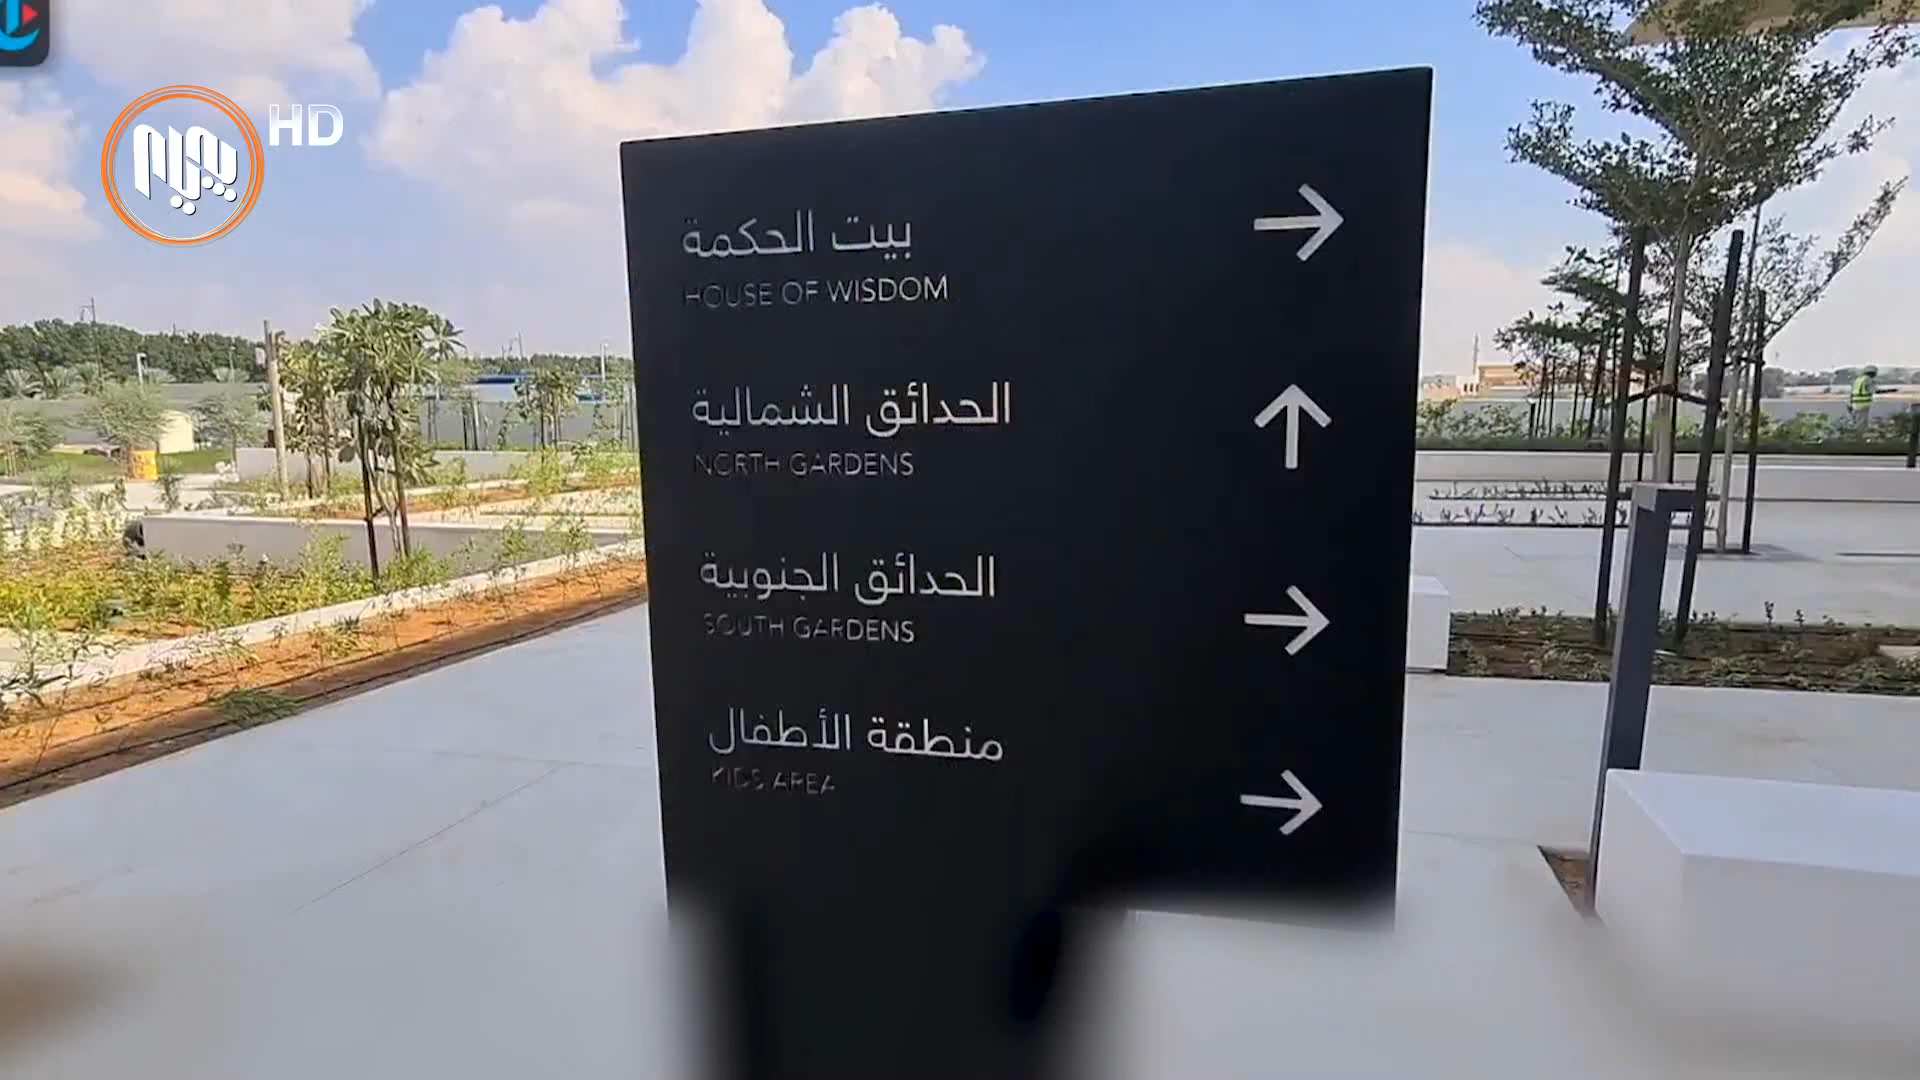 HD
بيت الحكمة
HOUSE OF WISDOM
الحدائق الشمالية
NORTH GARDENS
الحدائق الجنوبية
SOUTH GARDENS
منطقة الأطفال
KIDS AREA